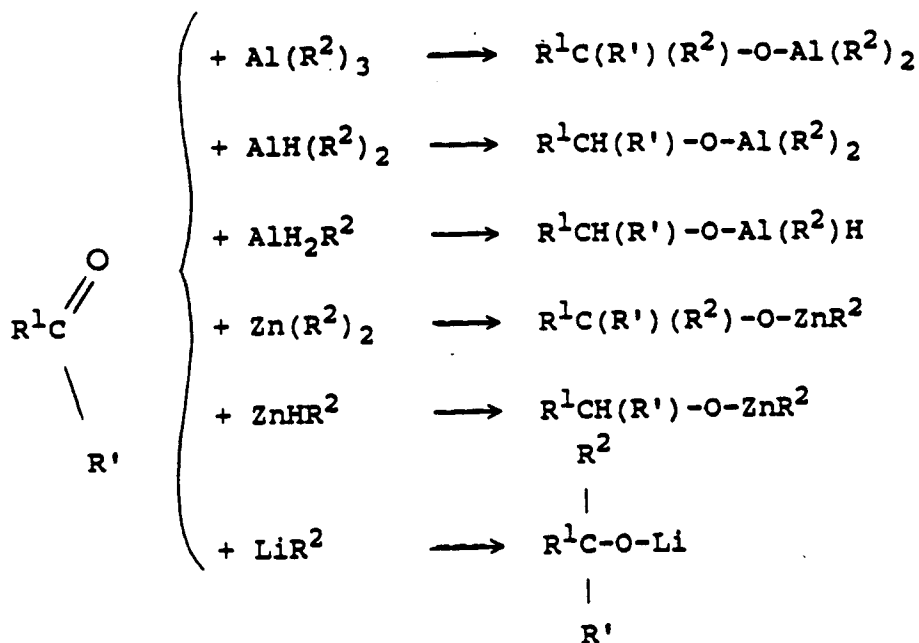 + Al(R²)₃ ⟶ R¹C(R')(R²)-O-Al(R²)₂
+ AlH(R²)₂ ⟶ R¹CH(R')-O-Al(R²)₂
+ AlH₂R² ⟶ R¹CH(R')-O-Al(R²)H
O
R¹C
+ Zn(R²)₂ ⟶ R¹C(R')(R²)-O-ZnR²
+ ZnHR² ⟶ R¹CH(R')-O-ZnR²
R'
R²
+ LiR² ⟶ R¹C-O-Li
R'